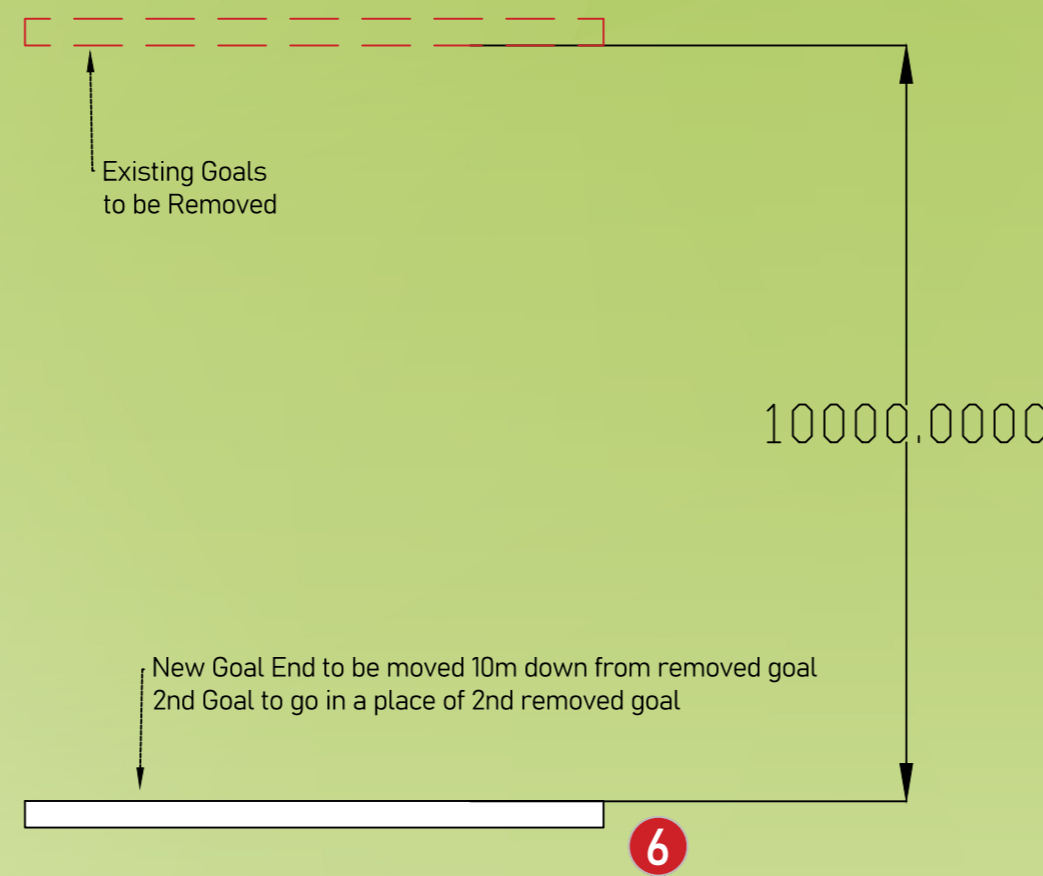 Existing Goals
to be Removed
10000.0000
New Goal End to be moved 10m down from removed goal
2nd Goal to go in a place of 2nd removed goal
6